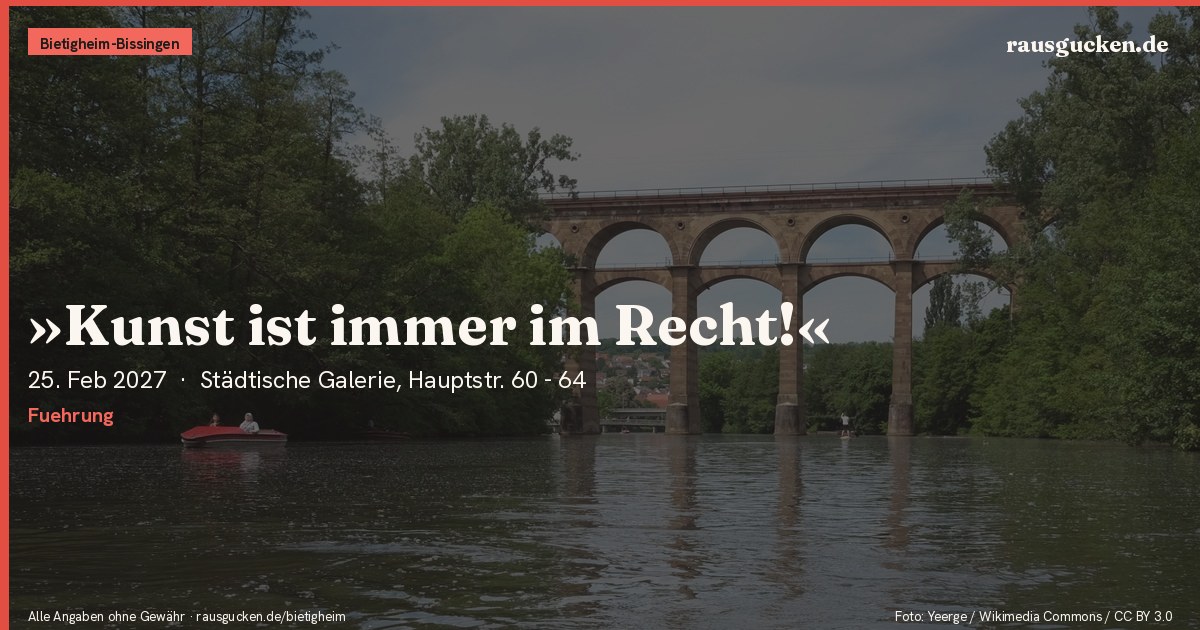 Bietigheim-Bissingen
rausgucken.de
»Kunst ist immer im Recht!«
25. Feb 2027 · Städtische Galerie, Hauptstr. 60 - 64
Fuehrung
Alle Angaben ohne Gewähr · rausgucken.de/bietigheim
Foto: Yeerge / Wikimedia Commons / CC BY 3.0